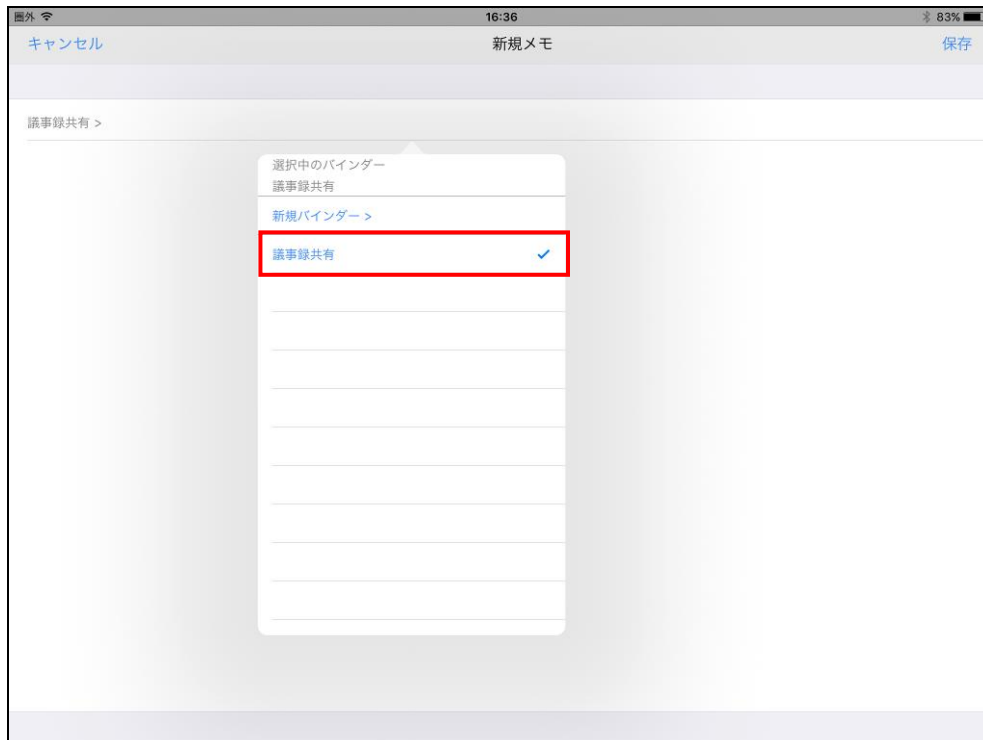 圏外 16:36 83%
キャンセル 新規メモ 保存
議事録共有 >
選択中のバインダー
議事録共有
新規バインダー >
議事録共有